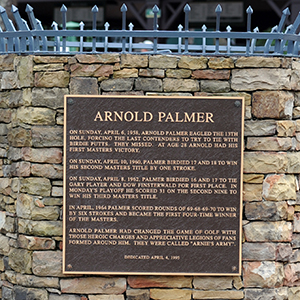 ARNOLD PALMER
ON SUNDAY, APRIL 6, 1958, ARNOLD PALMER EAGLED THE 13TH
HOLE, FORCING THE LAST CONTENDERS TO TRY TO TIE WITH
BIRDIE PUTTS. THEY MISSED. AT AGE 28 ARNOLD HAD HIS
FIRST MASTERS VICTORY.
ON SUNDAY, APRIL 10, 1960, PALMER BIRDIED 17 AND 18 TO WIN
HIS SECOND MASTERS TITLE BY ONE STROKE.
ON SUNDAY, APRIL 8, 1962, PALMER BIRDIED 16 AND 17 TO TIE
GARY PLAYER AND DOW FINSTERWALD FOR FIRST PLACE. IN
MONDAY'S PLAYOFF HE SCORED 31 ON THE SECOND NINE TO
WIN HIS THIRD MASTERS TITLE.
IN APRIL, 1964 PALMER SCORED ROUNDS OF 69-68-69-70 TO WIN
BY SIX STROKES AND BECAME THE FIRST FOUR-TIME WINNER
OF THE MASTERS.
ARNOLD PALMER HAD CHANGED THE GAME OF GOLF WITH
THOSE HEROIC CHARGES AND APPRECIATIVE LEGIONS OF FANS
FORMED AROUND HIM. THEY WERE CALLED "ARNIE'S ARMY".
DEDICATED APRIL 4, 1995